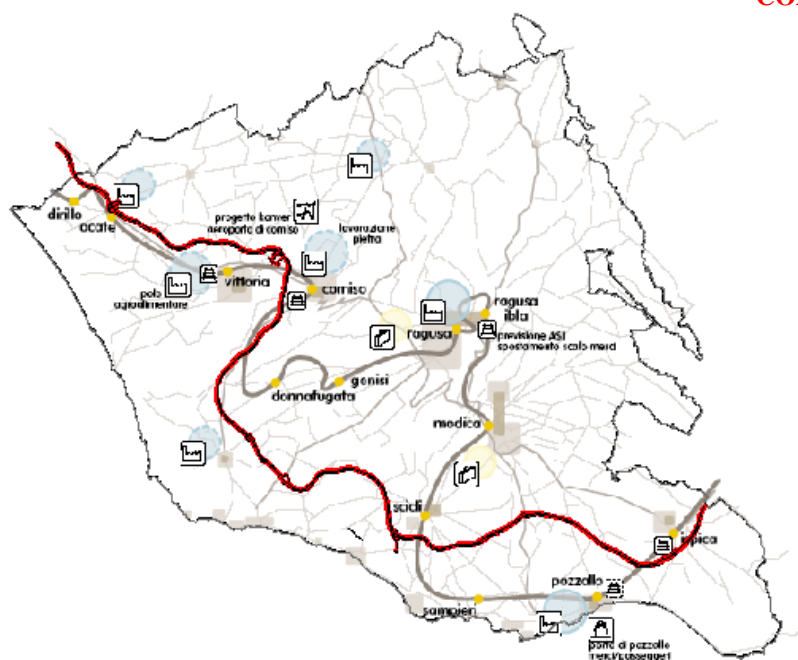 dirillo
acate
progetto kanver
aeroporto di comiso
lavorazione
pietra
polo
agroalimentare
vittoria
comiso
ragusa
ragusa
ibla
previsione ASI
spostamento scalo merci
donnafugata
genisi
modica
scicli
ispica
pozzallo
sampieri
porto di pozzallo
merci/passeggeri